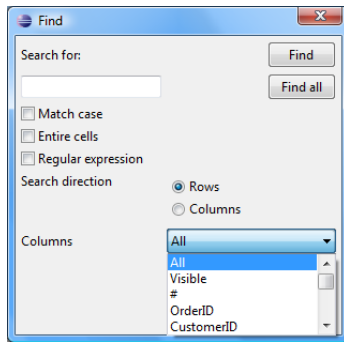 Find
Search for:
Find
Find all
Match case
Entire cells
Regular expression
Search direction
Rows
Columns
Columns
All
All
Visible
#
OrderID
CustomerID